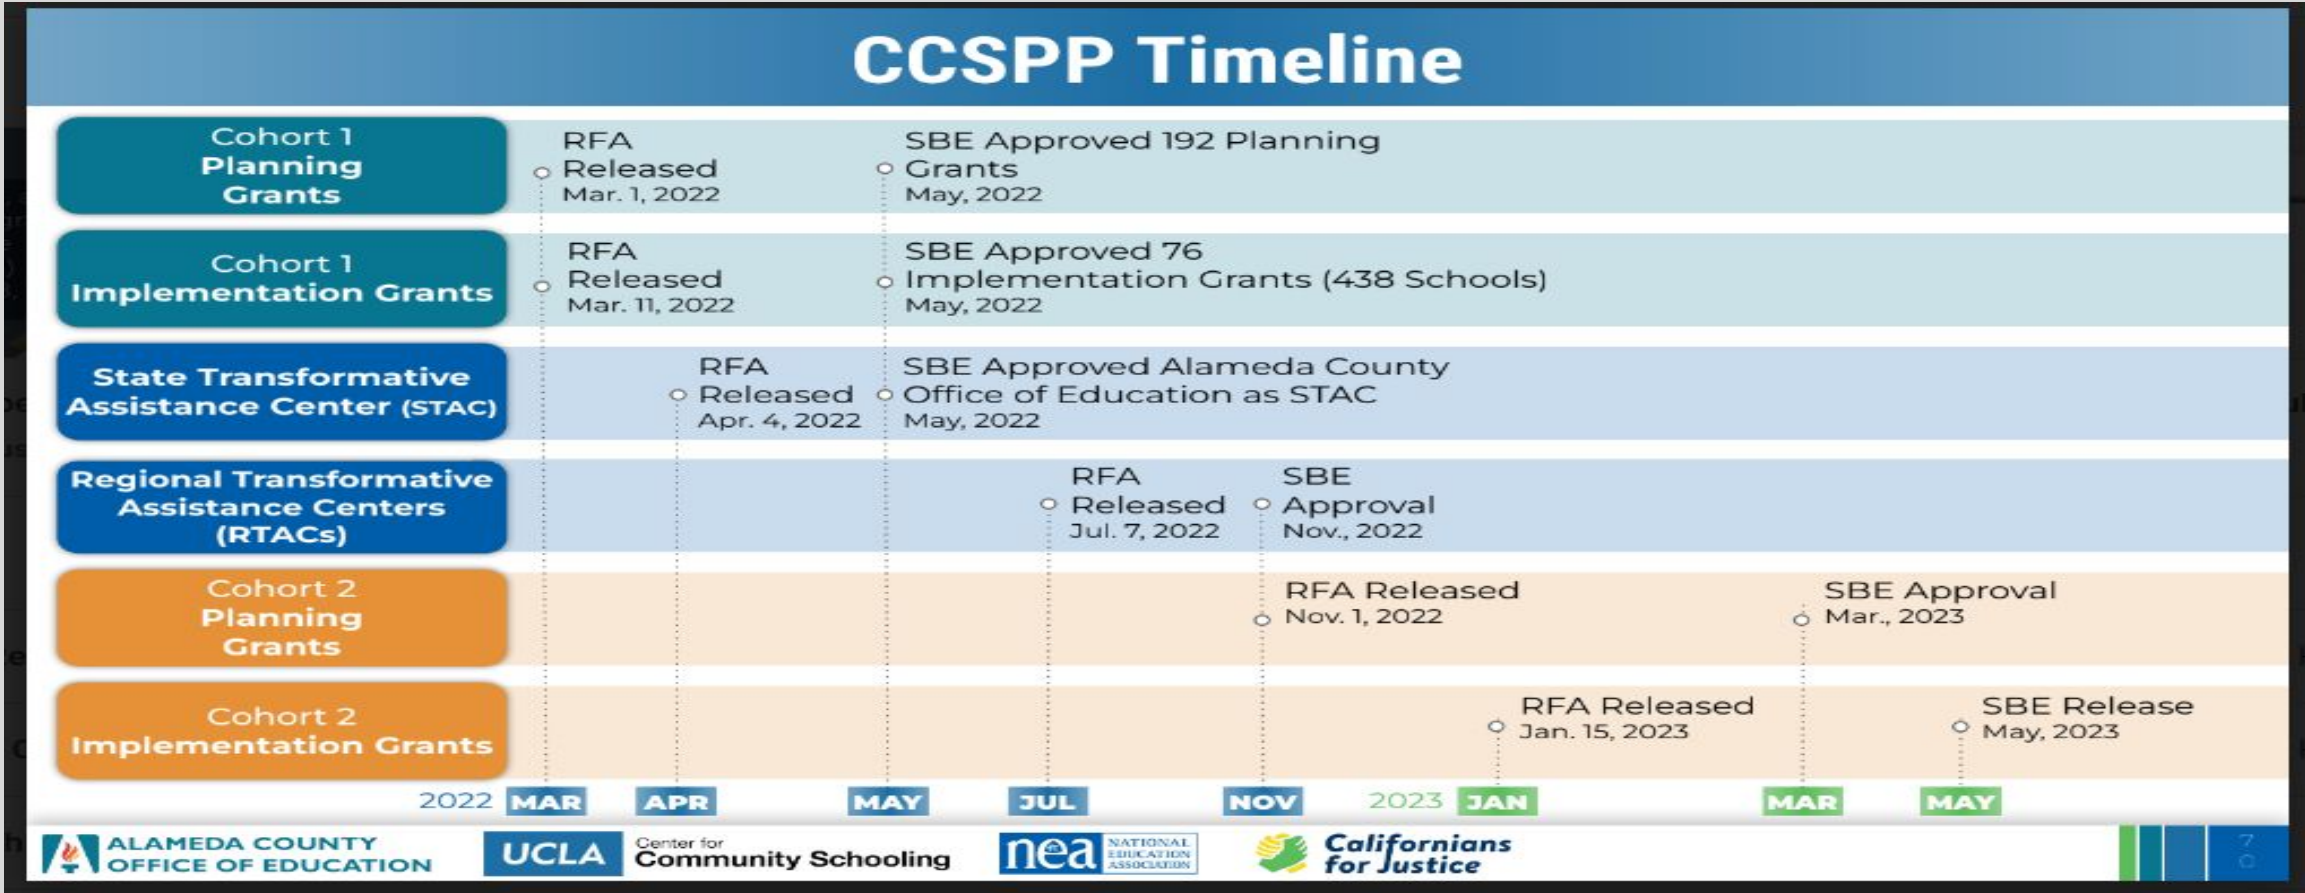 CCSPP Timeline
Cohort 1
Planning
Grants
RFA
Released
Mar. 1, 2022
SBE Approved 192 Planning
Grants
May, 2022
Cohort 1
Implementation Grants
RFA
Released
Mar. 11, 2022
SBE Approved 76
Implementation Grants (438 Schools)
May, 2022
State Transformative
Assistance Center (STAC)
RFA
Released
Apr. 4, 2022
SBE Approved Alameda County
Office of Education as STAC
May, 2022
Regional Transformative
Assistance Centers
(RTACs)
RFA
Released
Jul. 7, 2022
SBE
Approval
Nov., 2022
Cohort 2
Planning
Grants
RFA Released
Nov. 1, 2022
SBE Approval
Mar., 2023
Cohort 2
Implementation Grants
RFA Released
Jan. 15, 2023
SBE Release
May, 2023
2022 MAR APR MAY JUL NOV 2023 JAN MAR MAY
ALAMEDA COUNTY
OFFICE OF EDUCATION
UCLA
Center for
Community Schooling
nea
NATIONAL
EDUCATION
ASSOCIATION
Californians
for Justice
7
0